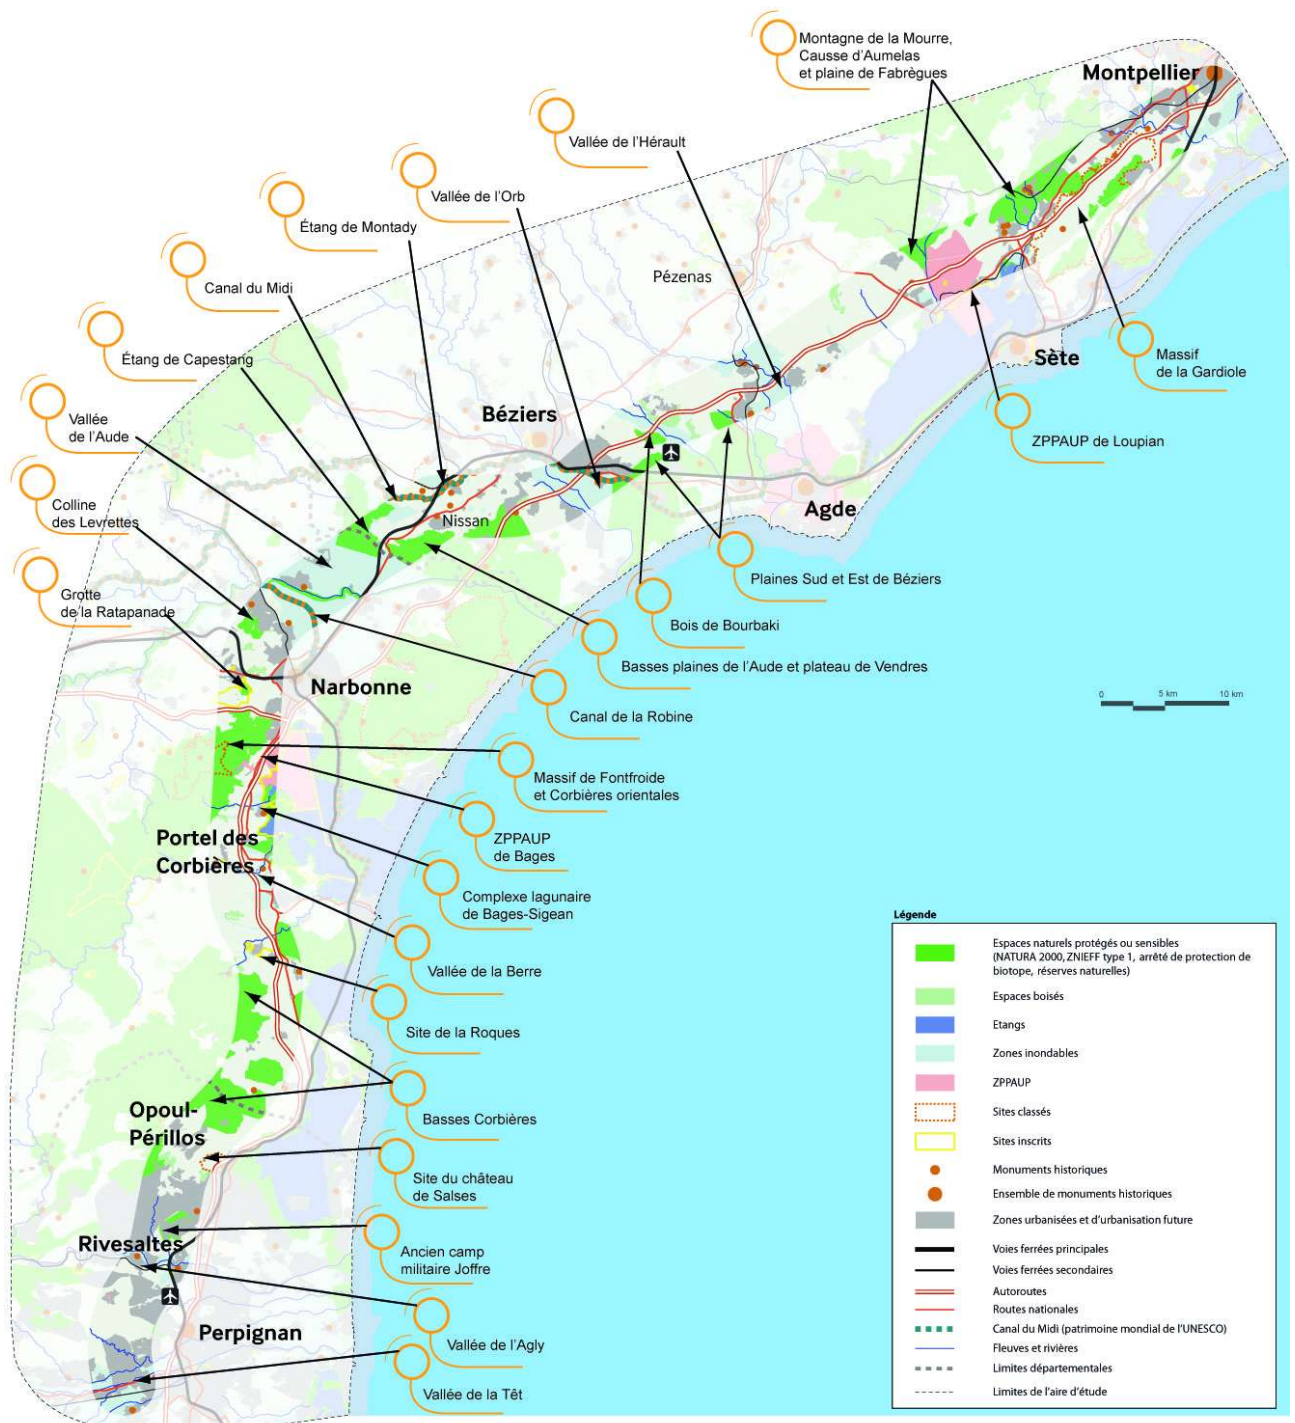 Montagne de la Mourre,
Causse d'Aumelas
et plaine de Fabrègues
Montpellier
Vallée de l'Hérault
Vallée de l'Orb
Étang de Montady
Pézenas
Canal du Midi
Étang de Capestang
Sète
Massif
de la Gardiole
Béziers
Vallée
de l'Aude
ZPPAUP de Loupian
Colline
des Levrettes
Nissan
Agde
Plaines Sud et Est de Béziers
Grotte
de la Ratapanade
Bois de Bourbaki
Basses plaines de l'Aude et plateau de Vendres
Narbonne
0 5 km 10 km
Canal de la Robine
Massif de Fontfroide
et Corbières orientales
Portel des
Corbières
ZPPAUP
de Bages
Complexe lagunaire
de Bages-Sigean
Vallée de la Berre
Site de la Roques
Opoul-
Périllos
Basses Corbières
Site du château
de Salses
Rivesaltes
Ancien camp
militaire Joffre
Perpignan
Vallée de l'Agly
Vallée de la Têt
Légende
Espaces naturels protégés ou sensibles
(NATURA 2000, ZNIEFF type 1, arrêté de protection de
biotope, réserves naturelles)
Espaces boisés
Etangs
Zones inondables
ZPPAUP
Sites classés
Sites inscrits
Monuments historiques
Ensemble de monuments historiques
Zones urbanisées et d'urbanisation future
Voies ferrées principales
Voies ferrées secondaires
Autoroutes
Routes nationales
Canal du Midi (patrimoine mondial de l'UNESCO)
Fleuves et rivières
Limites départementales
Limites de l'aire d'étude